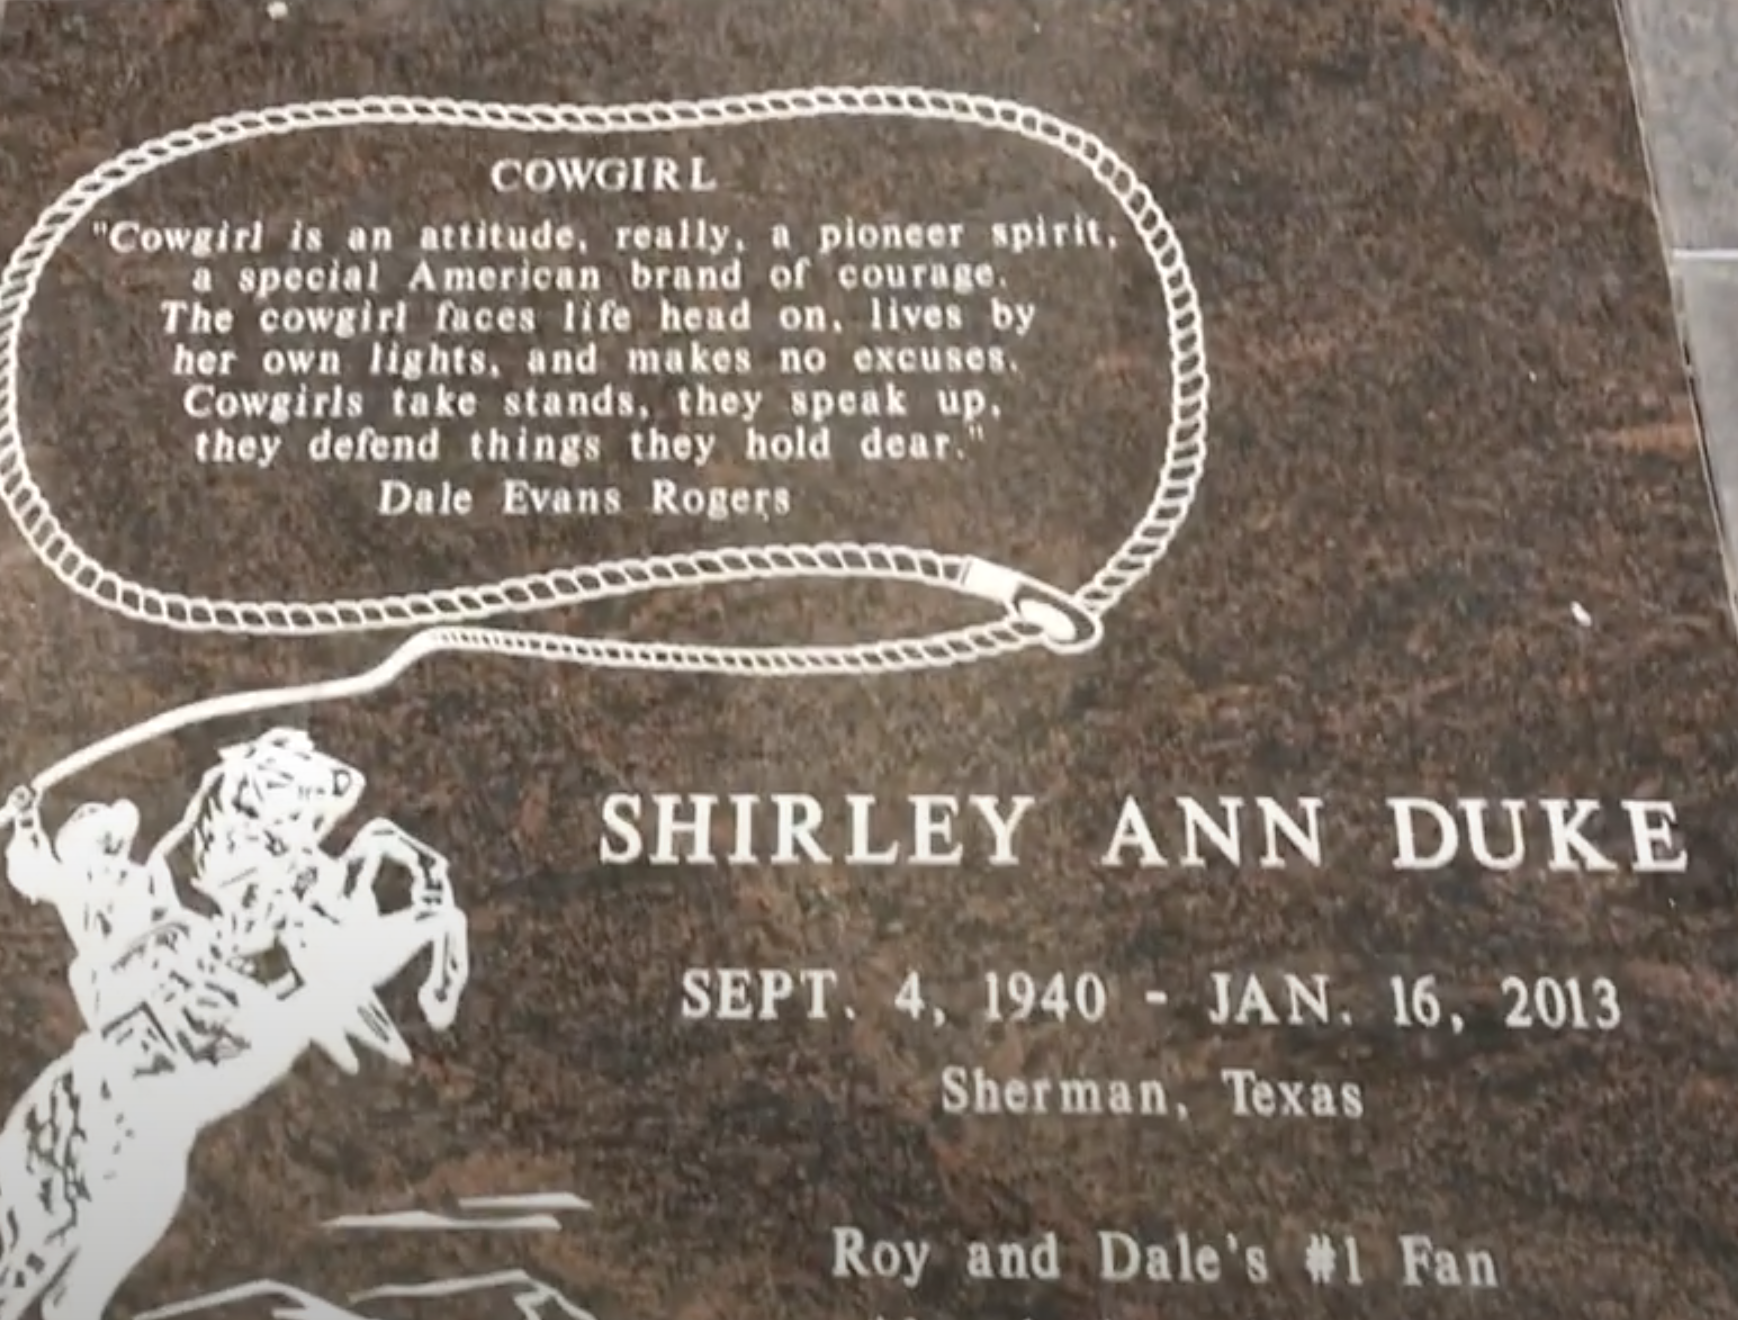 COWGIRL
"Cowgirl is an attitude, really, a pioneer spirit,
a special American brand of courage.
The cowgirl faces life head on, lives by
her own lights, and makes no excuses.
Cowgirls take stands, they speak up,
they defend things they hold dear."
Dale Evans Rogers
SHIRLEY ANN DUKE
SEPT. 4, 1940 - JAN. 16, 2013
Sherman, Texas
Roy and Dale's #1 Fan